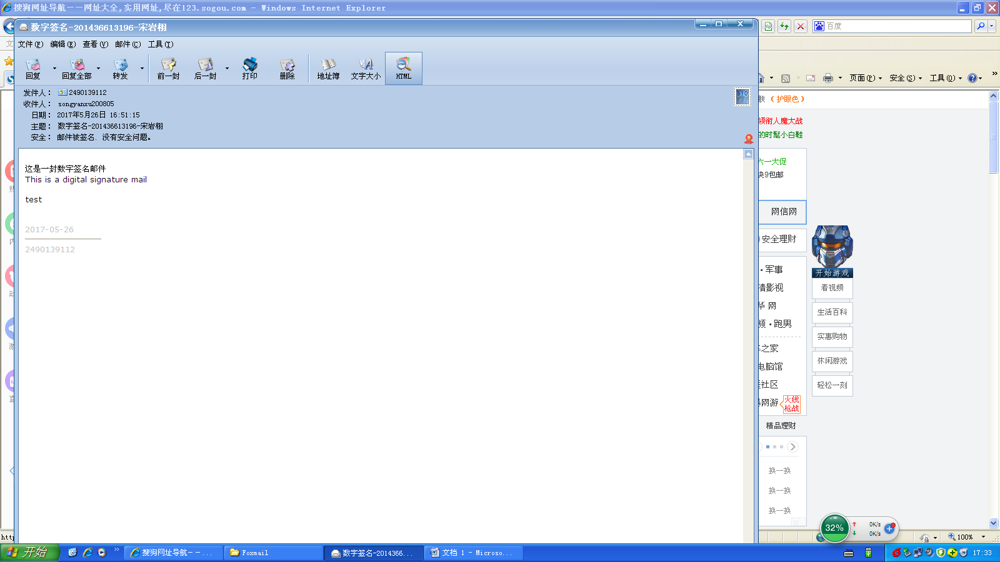 搜狗网址导航——网址大全,实用网址,尽在123.sogou.com - Windows Internet Explorer
数字签名-201436613196-宋岩栩
百度
文件(F) 编辑(E) 查看(V) 邮件(C) 工具(T)
回复 回复全部 转发 前一封 后一封 打印 删除 地址簿 文字大小 HTML
页面(P) 安全(S) 工具(O)
发件人: 2490139112
收件人: songyanxu200805
日期: 2017年5月26日 16:51:15
主题: 数字签名-201436613196-宋岩栩
安全: 邮件被签名. 没有安全问题。
S10
这是一封数字签名邮件
This is a digital signature mail
test
2017-05-26
2490139112
肤 (护眼色)
领衔人魔大战
的时髦小白鞋
六一大促
块9包邮
网信网
安全理财
·军事
清影视
华 网
频·跑男
车之家
电脑馆
社区
网游
火线
枪战
精品理财
换一换
换一换
换一换
开始游戏
看视频
生活百科
实惠购物
休闲游戏
轻松一刻
32% 0K/s
0K/s
100%
开始 搜狗网址导航--... Foxmail 数字签名-2014366... 文档 1 - Microso... 17:33